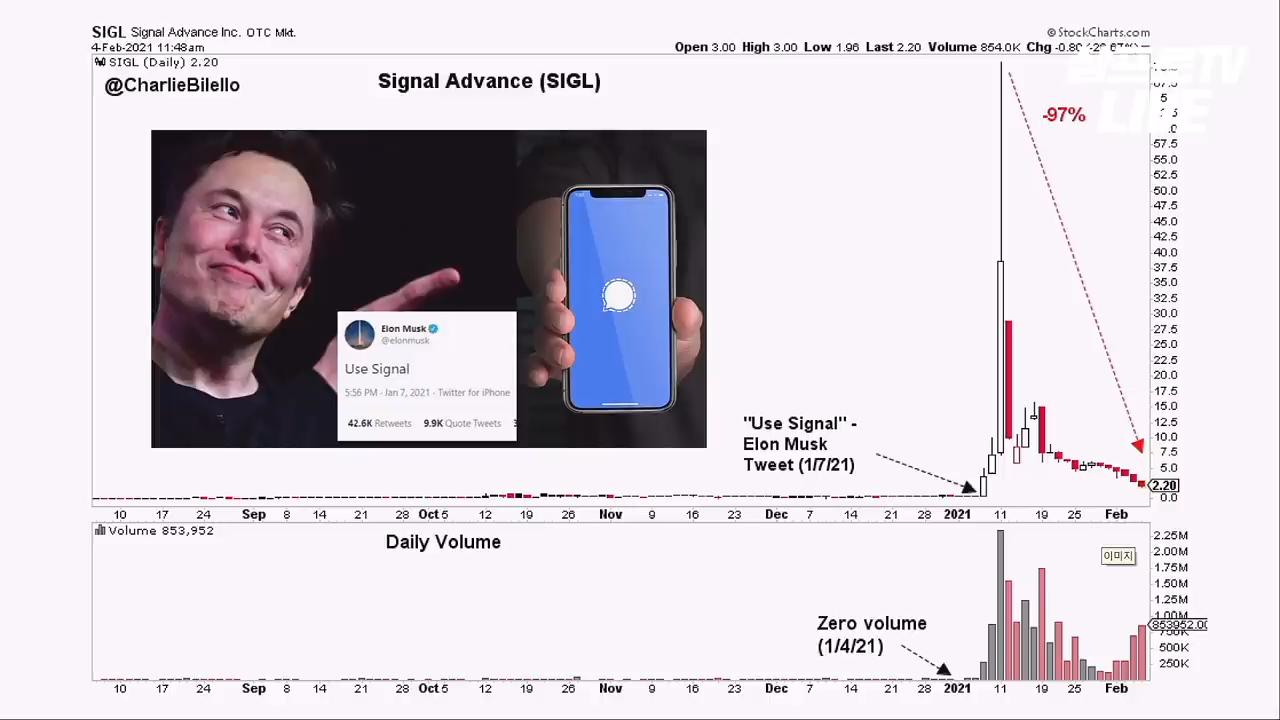 SIGL Signal Advance Inc. OTC Mkt.
© StockCharts.com
4-Feb-2021 11:48am
Open 3.00 High 3.00 Low 1.96 Last 2.20 Volume 854.0K Chg -0.80
SIGL (Daily) 2.20
@CharlieBilello
Signal Advance (SIGL)
TV
LIVE
-97%
57.5
55.0
52.5
50.0
47.5
45.0
42.5
40.0
37.5
35.0
32.5
30.0
27.5
25.0
22.5
20.0
17.5
15.0
12.5
10.0
7.5
5.0
2.20
0.0
Elon Musk
@elonmusk
Use Signal
5:56 PM - Jan 7, 2021 - Twitter for iPhone
42.6K Retweets 9.9K Quote Tweets
"Use Signal" -
Elon Musk
Tweet (1/7/21)
10 17 24 Sep 8 14 21 28 Oct 5 12 19 26 Nov 9 16 23 Dec 7 14 21 28 2021 11 19 25 Feb
Volume 853,952
Daily Volume
이미지
2.25M
2.00M
1.75M
1.50M
1.25M
1.00M
853952.00
750K
500K
250K
Zero volume
(1/4/21)
10 17 24 Sep 8 14 21 28 Oct 5 12 19 26 Nov 9 16 23 Dec 7 14 21 28 2021 11 19 25 Feb